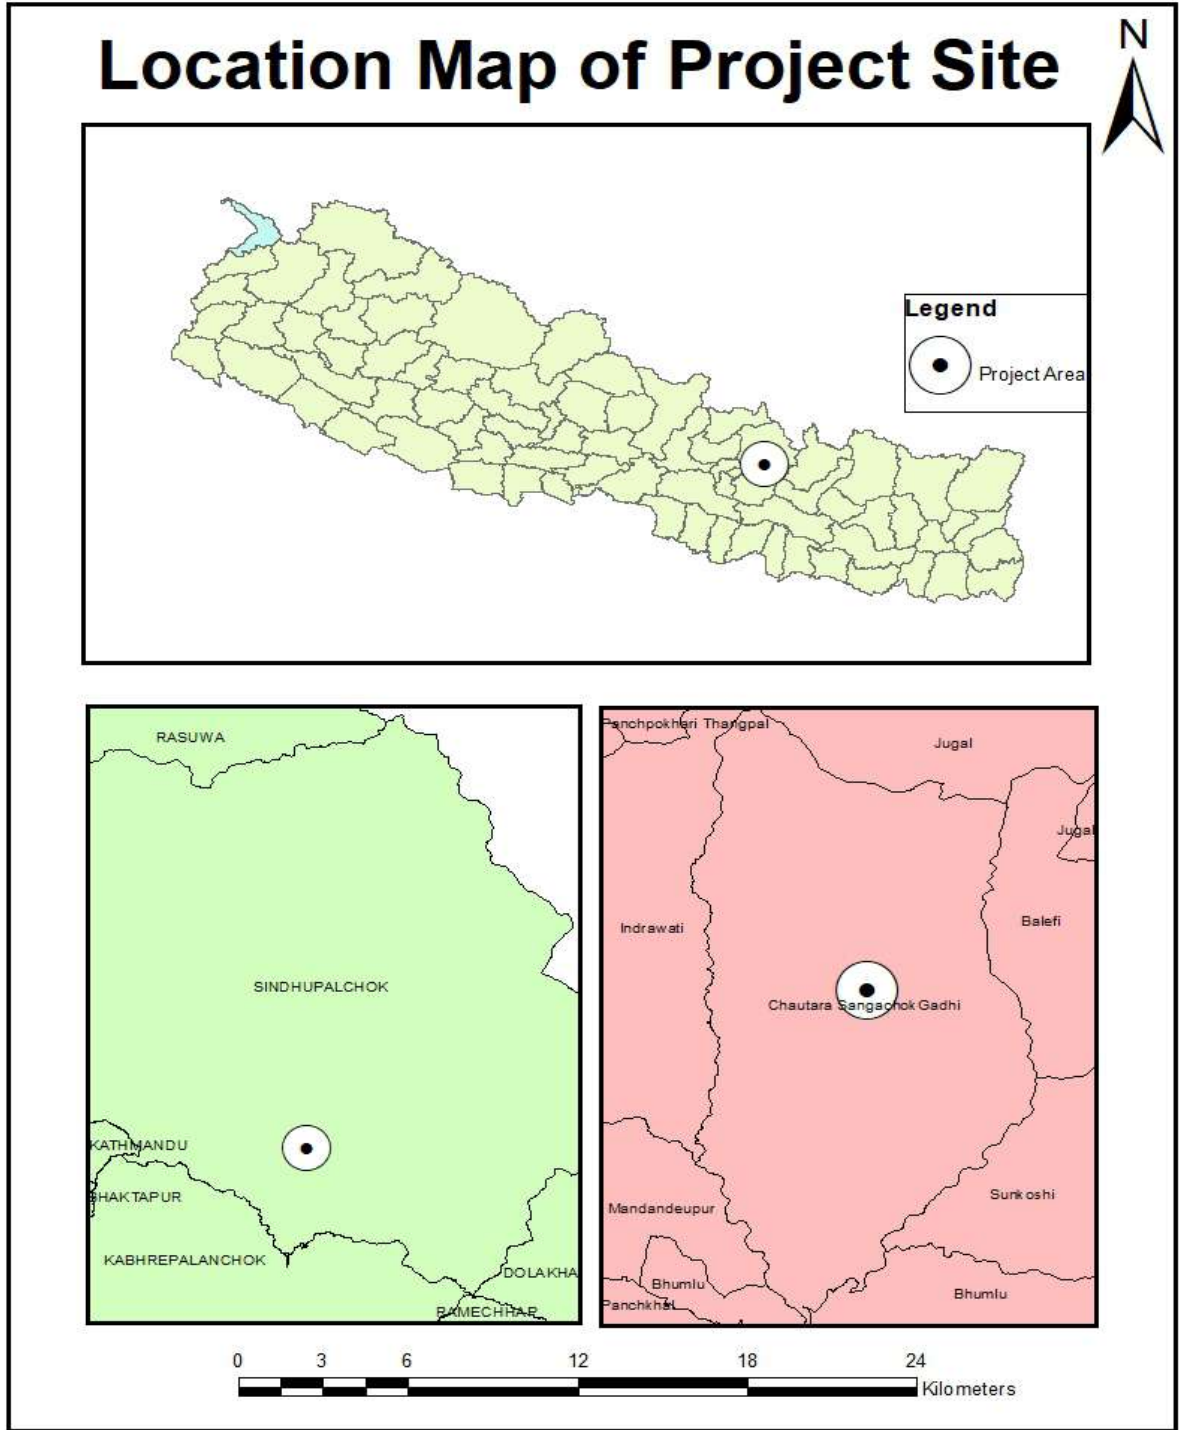 N
Location Map of Project Site
Legend
Project Area
RASUWA
SINDHUPALCHOK
KATHMANDU
BHAKTAPUR
KABHREPALANCHOK
DOLAKHA
RAMECHHAP
Panchpokhari Thangpal
Jugal
Jugal
Indrawati
Balefi
Chautara Sangachok Gadhi
Mandandeupur
Sunkoshi
Bhumlu
Bhumlu
Panchkhal
0 3 6 12 18 24
Kilometers